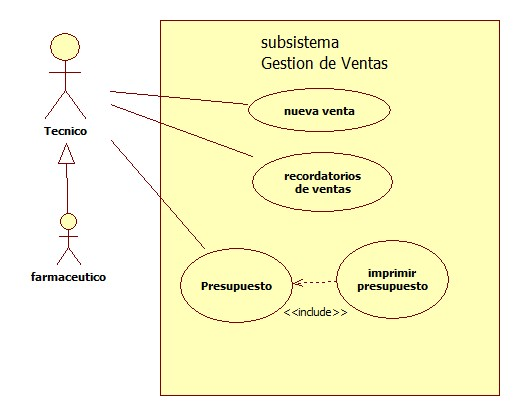 subsistema
Gestion de Ventas
nueva venta
Tecnico
recordatorios
de ventas
farmaceutico
Presupuesto
imprimir
presupuesto
<<include>>